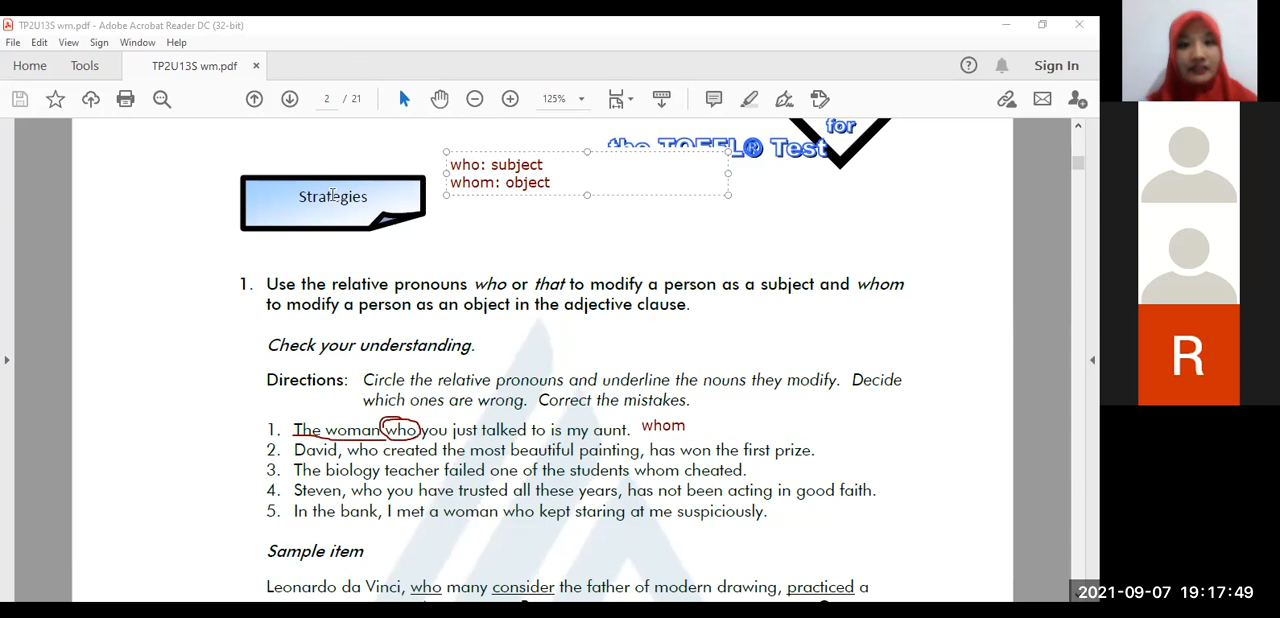 TP2U13S wm.pdf - Adobe Acrobat Reader DC (32-bit)
File Edit View Sign Window Help
Home Tools TP2U13S wm.pdf × Sign In
2 / 21 125%
for
the TOEFL® Test
who: subject
whom: object
Strategies
1. Use the relative pronouns who or that to modify a person as a subject and whom
to modify a person as an object in the adjective clause.
Check your understanding.
Directions: Circle the relative pronouns and underline the nouns they modify. Decide
which ones are wrong. Correct the mistakes.
1. The woman who you just talked to is my aunt. whom
2. David, who created the most beautiful painting, has won the first prize.
3. The biology teacher failed one of the students whom cheated.
4. Steven, who you have trusted all these years, has not been acting in good faith.
5. In the bank, I met a woman who kept staring at me suspiciously.
Sample item
Leonardo da Vinci, who many consider the father of modern drawing, practiced a
R
2021-09-07 19:17:49